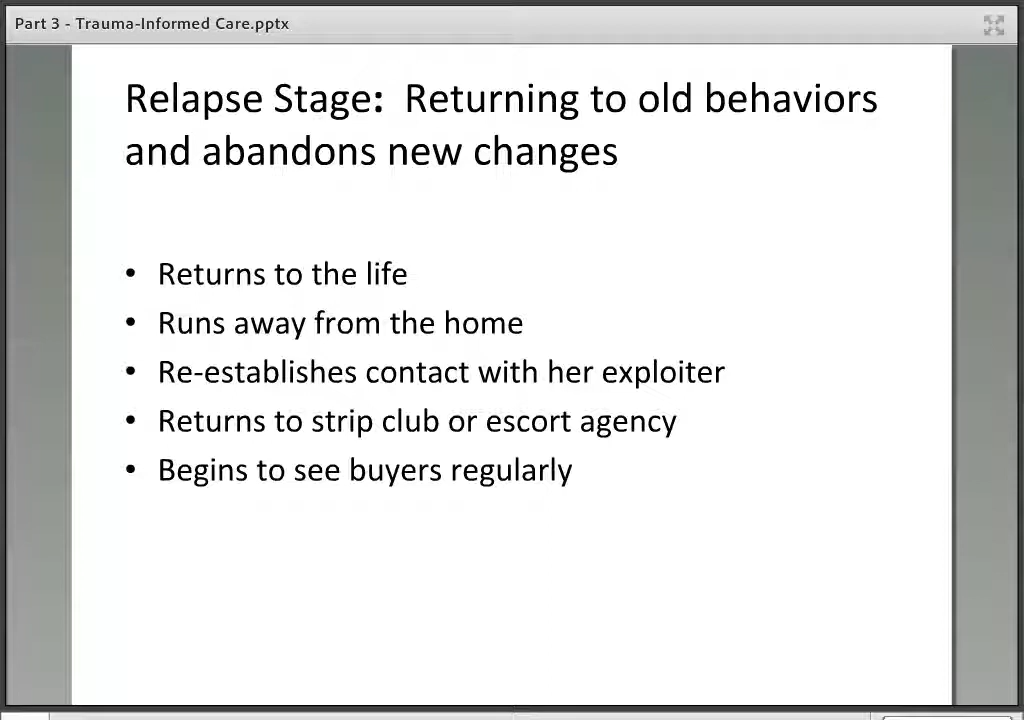 Part 3 - Trauma-Informed Care.pptx
Relapse Stage:  Returning to old behaviors
and abandons new changes
• Returns to the life
• Runs away from the home
• Re-establishes contact with her exploiter
• Returns to strip club or escort agency
• Begins to see buyers regularly